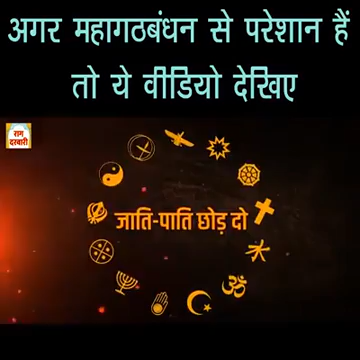 अगर महागठबंधन से परेशान हैं
तो ये वीडियो देखिए
राग
दरबारी
जाति-पाति छोड़ दो